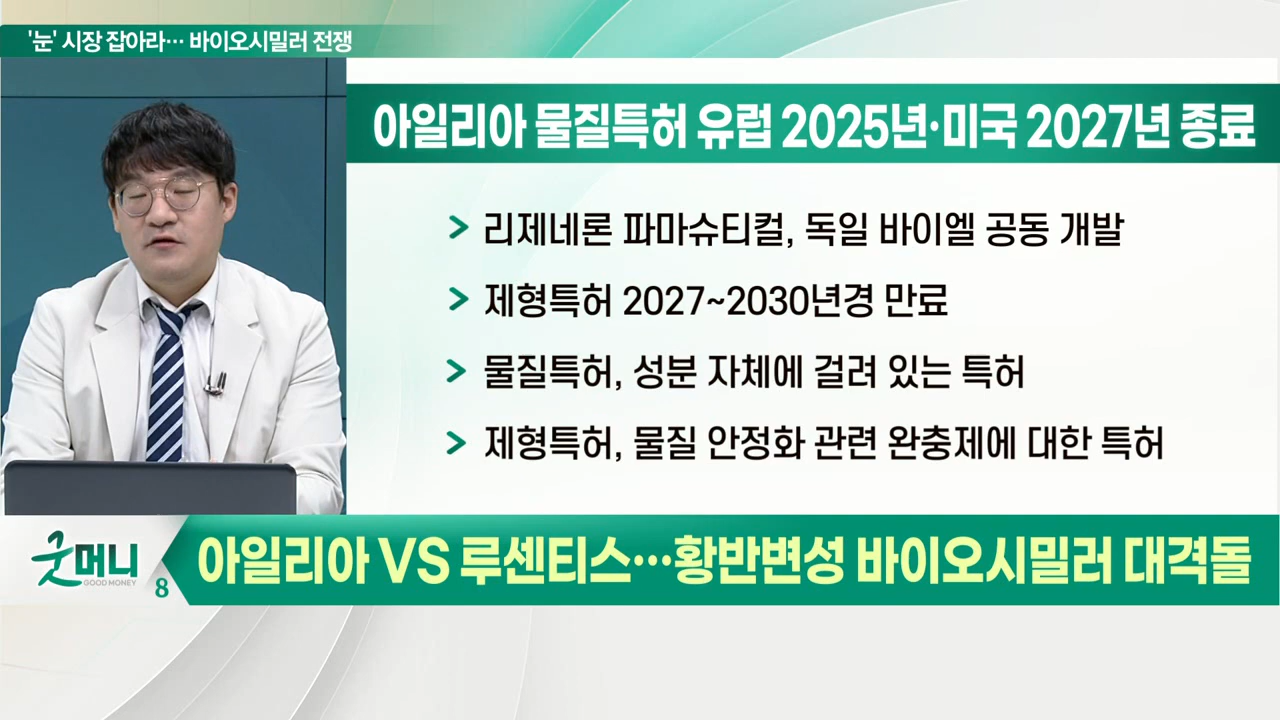 '눈' 시장 잡아라… 바이오시밀러 전쟁
아일리아 물질특허 유럽 2025년·미국 2027년 종료
> 리제네론 파마슈티컬, 독일 바이엘 공동 개발
> 제형특허 2027~2030년경 만료
> 물질특허, 성분 자체에 걸려 있는 특허
> 제형특허, 물질 안정화 관련 완충제에 대한 특허
굿머니
GOOD MONEY
8
아일리아 VS 루센티스…황반변성 바이오시밀러 대격돌